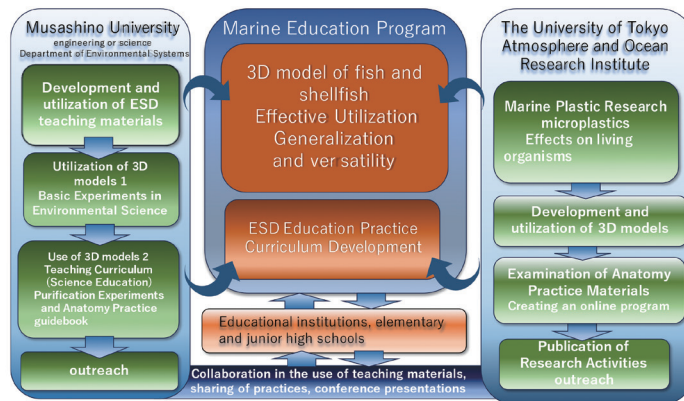 Musashino University
engineering or science
Department of Environmental Systems
Development and
utilization of ESD
teaching materials
Utilization of 3D
models 1
Basic Experiments in
Environmental Science
Use of 3D models 2
Teaching Curriculum
(Science Education)
Purification Experiments
and Anatomy Practice
guidebook
outreach
Marine Education Program
3D model of fish and
shellfish
Effective Utilization
Generalization
and ver satility
ESD Education Practice
Curriculum Development
Educational institutions, elementary
and junior high schools
Collaboration in the use of teaching materials,
sharing of practices, conference presentations
The University of Tokyo
Atmosphere and Ocean
Research Institute
Marine Plastic Research
microplastics
Effects on living
organisms
Development and
utilization of 3D models
Examination of Anatomy
Practice Materials
Creating an online program
Publication of
Research Activities
outreach